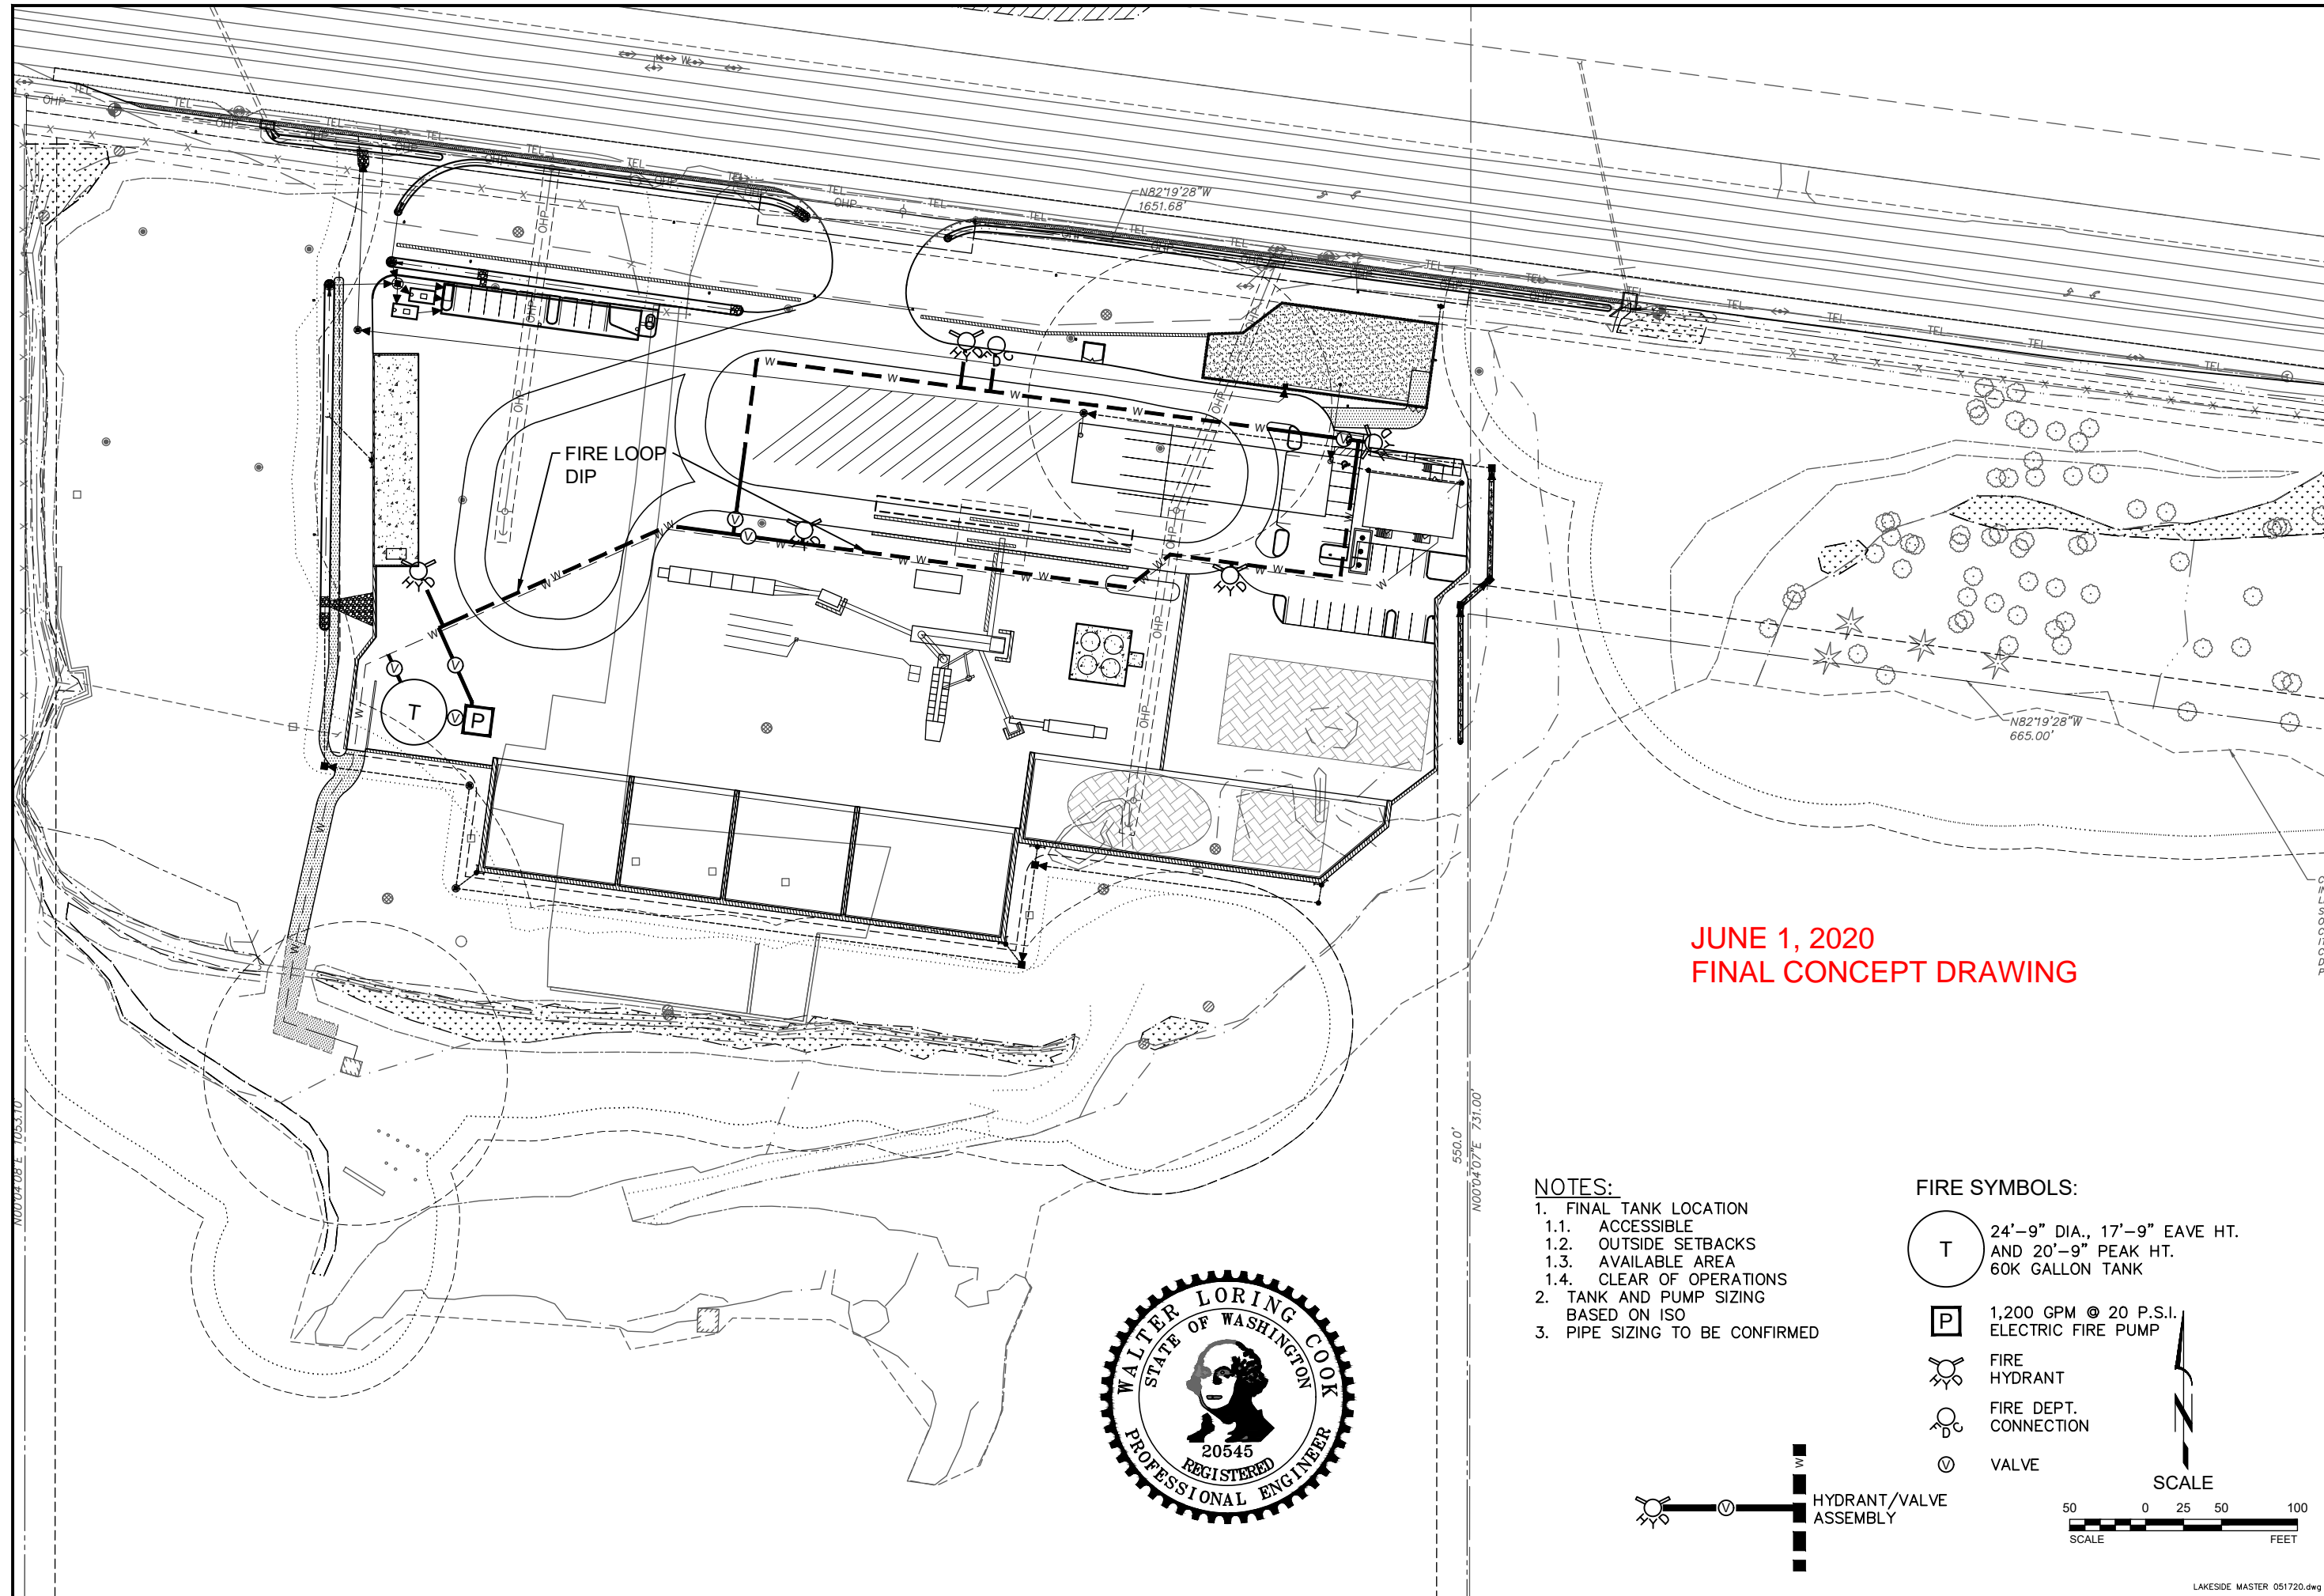 N82°19'28"W
1651.68'
FIRE LOOP
DIP
T
P
N82°19'28"W
665.00'
JUNE 1, 2020
FINAL CONCEPT DRAWING
N00°04'08"E 1053.10'
550.0'
N00°04'07"E 731.00'
NOTES:
1. FINAL TANK LOCATION
1.1. ACCESSIBLE
1.2. OUTSIDE SETBACKS
1.3. AVAILABLE AREA
1.4. CLEAR OF OPERATIONS
2. TANK AND PUMP SIZING
BASED ON ISO
3. PIPE SIZING TO BE CONFIRMED
FIRE SYMBOLS:
T
24'-9" DIA., 17'-9" EAVE HT.
AND 20'-9" PEAK HT.
60K GALLON TANK
P
1,200 GPM @ 20 P.S.I.
ELECTRIC FIRE PUMP
HYD
FIRE
HYDRANT
FDC
FIRE DEPT.
CONNECTION
V
VALVE
HYD
V
W
HYDRANT/VALVE
ASSEMBLY
N
SCALE
50 0 25 50 100
SCALE FEET
WALTER LORING COOK
STATE OF WASHINGTON
20545
REGISTERED
PROFESSIONAL ENGINEER
LAKESIDE MASTER 051720.dwg